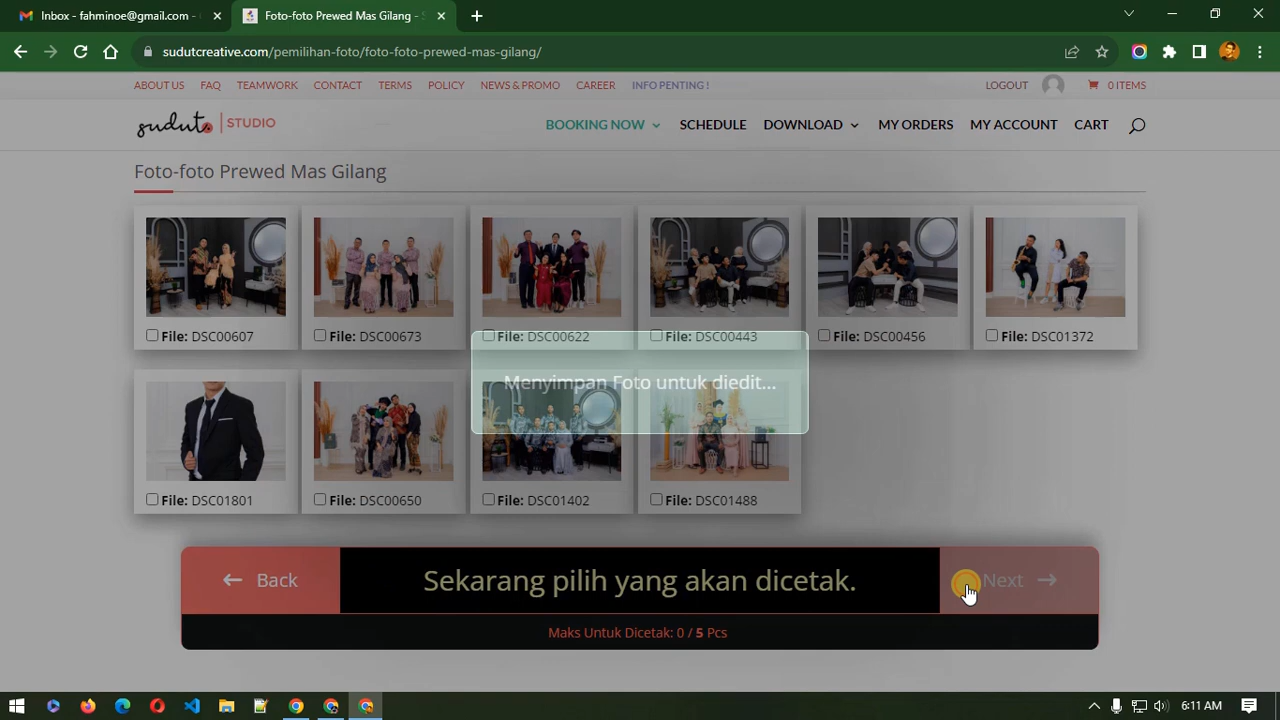 Inbox - fahminoe@gmail.com -
Foto-foto Prewed Mas Gilang -
sudutcreative.com/pemilihan-foto/foto-foto-prewed-mas-gilang/
ABOUT US FAQ TEAMWORK CONTACT TERMS POLICY NEWS & PROMO CAREER INFO PENTING ! LOGOUT 0 ITEMS
sudut STUDIO BOOKING NOW SCHEDULE DOWNLOAD MY ORDERS MY ACCOUNT CART
Foto-foto Prewed Mas Gilang
File: DSC00607 File: DSC00673 File: DSC00622 File: DSC00443 File: DSC00456 File: DSC01372
Menyimpan Foto untuk diedit...
File: DSC01801 File: DSC00650 File: DSC01402 File: DSC01488
Back Sekarang pilih yang akan dicetak. Next
Maks Untuk Dicetak: 0 / 5 Pcs
6:11 AM